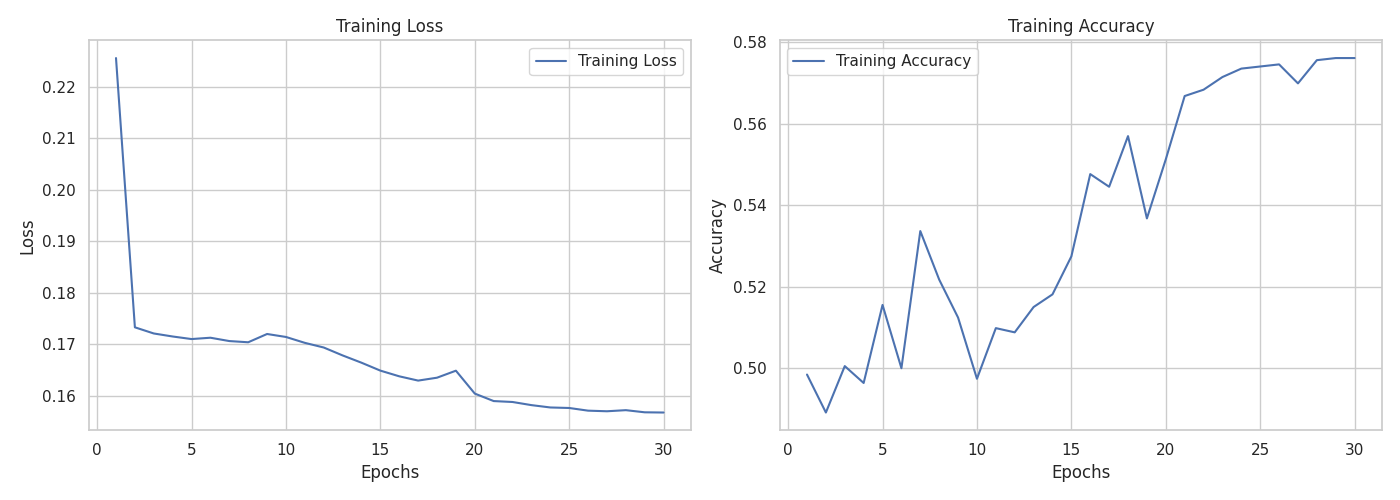 Training Loss
Training Loss
0.22
0.21
0.20
0.19
0.18
0.17
0.16
Loss
0 5 10 15 20 25 30
Epochs
Training Accuracy
Training Accuracy
0.58
0.56
0.54
0.52
0.50
Accuracy
0 5 10 15 20 25 30
Epochs